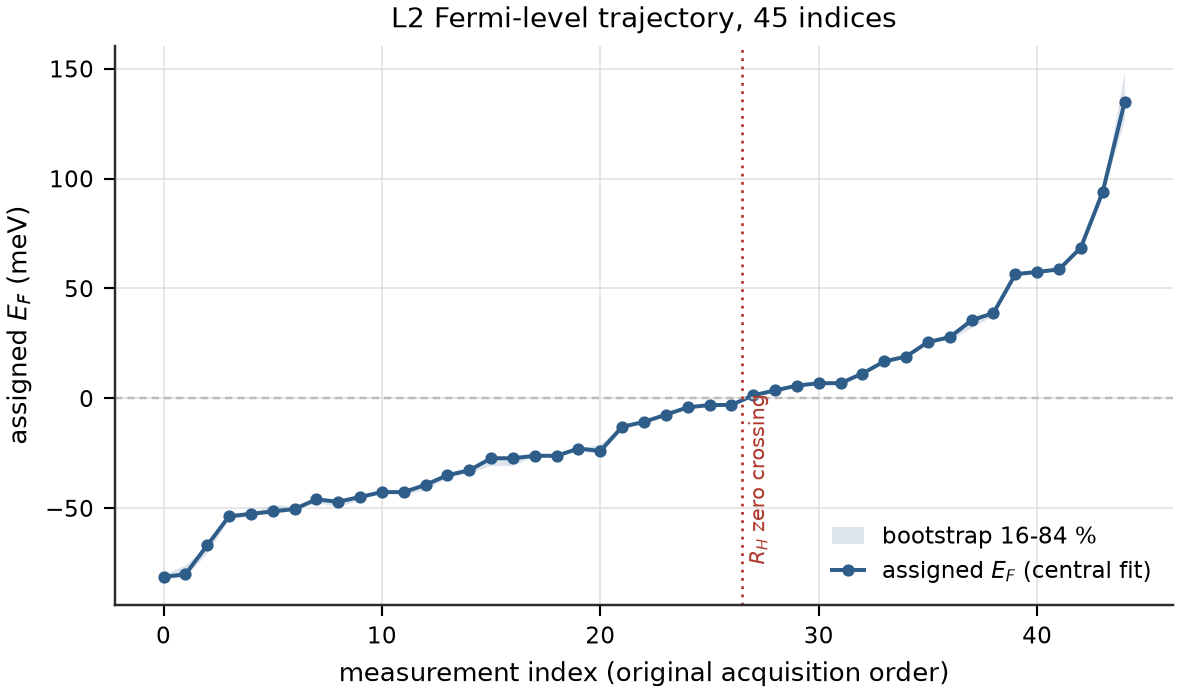 L2 Fermi-level trajectory, 45 indices
assigned E_F (meV)
150
100
50
0
−50
R_H zero crossing
bootstrap 16-84 %
assigned E_F (central fit)
0
10
20
30
40
measurement index (original acquisition order)